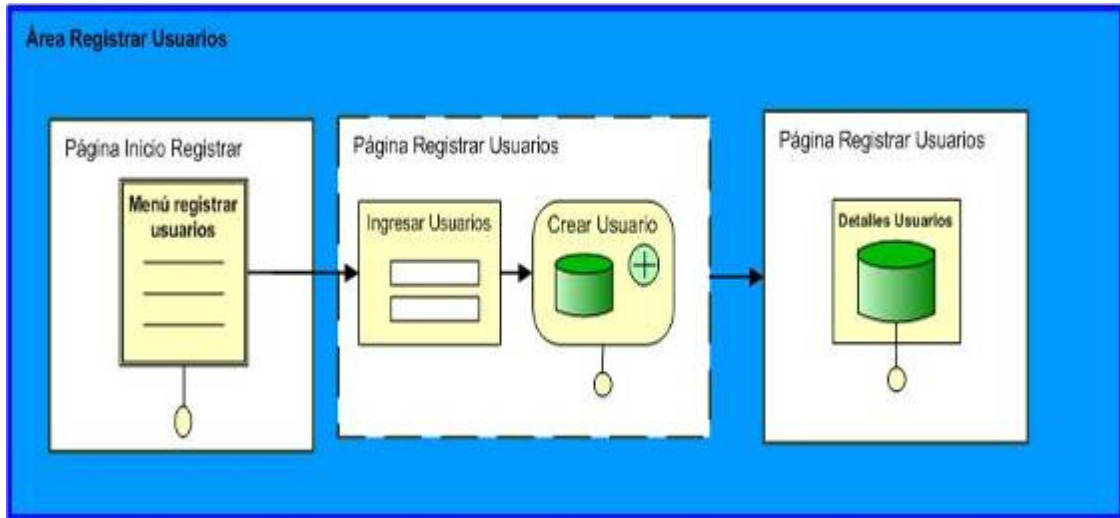 Área Registrar Usuarios
Página Inicio Registrar
Menú registrar
usuarios
Página Registrar Usuarios
Ingresar Usuarios
Crear Usuario
Página Registrar Usuarios
Detalles Usuarios